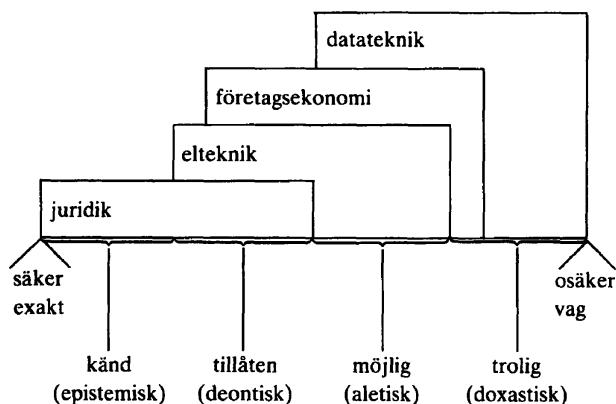 datateknik
företagsekonomi
elteknik
juridik
säker
exakt
osäker
vag
känd
(epistemisk)
tillåten
(deontisk)
möjlig
(aletisk)
trolig
(doxastisk)